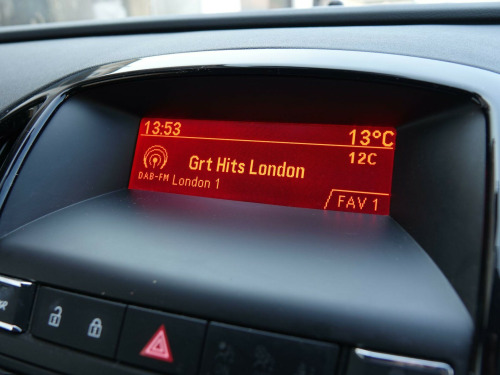 13:53 13°C
12C
Grt Hits London
DAB-FM London 1
FAV 1